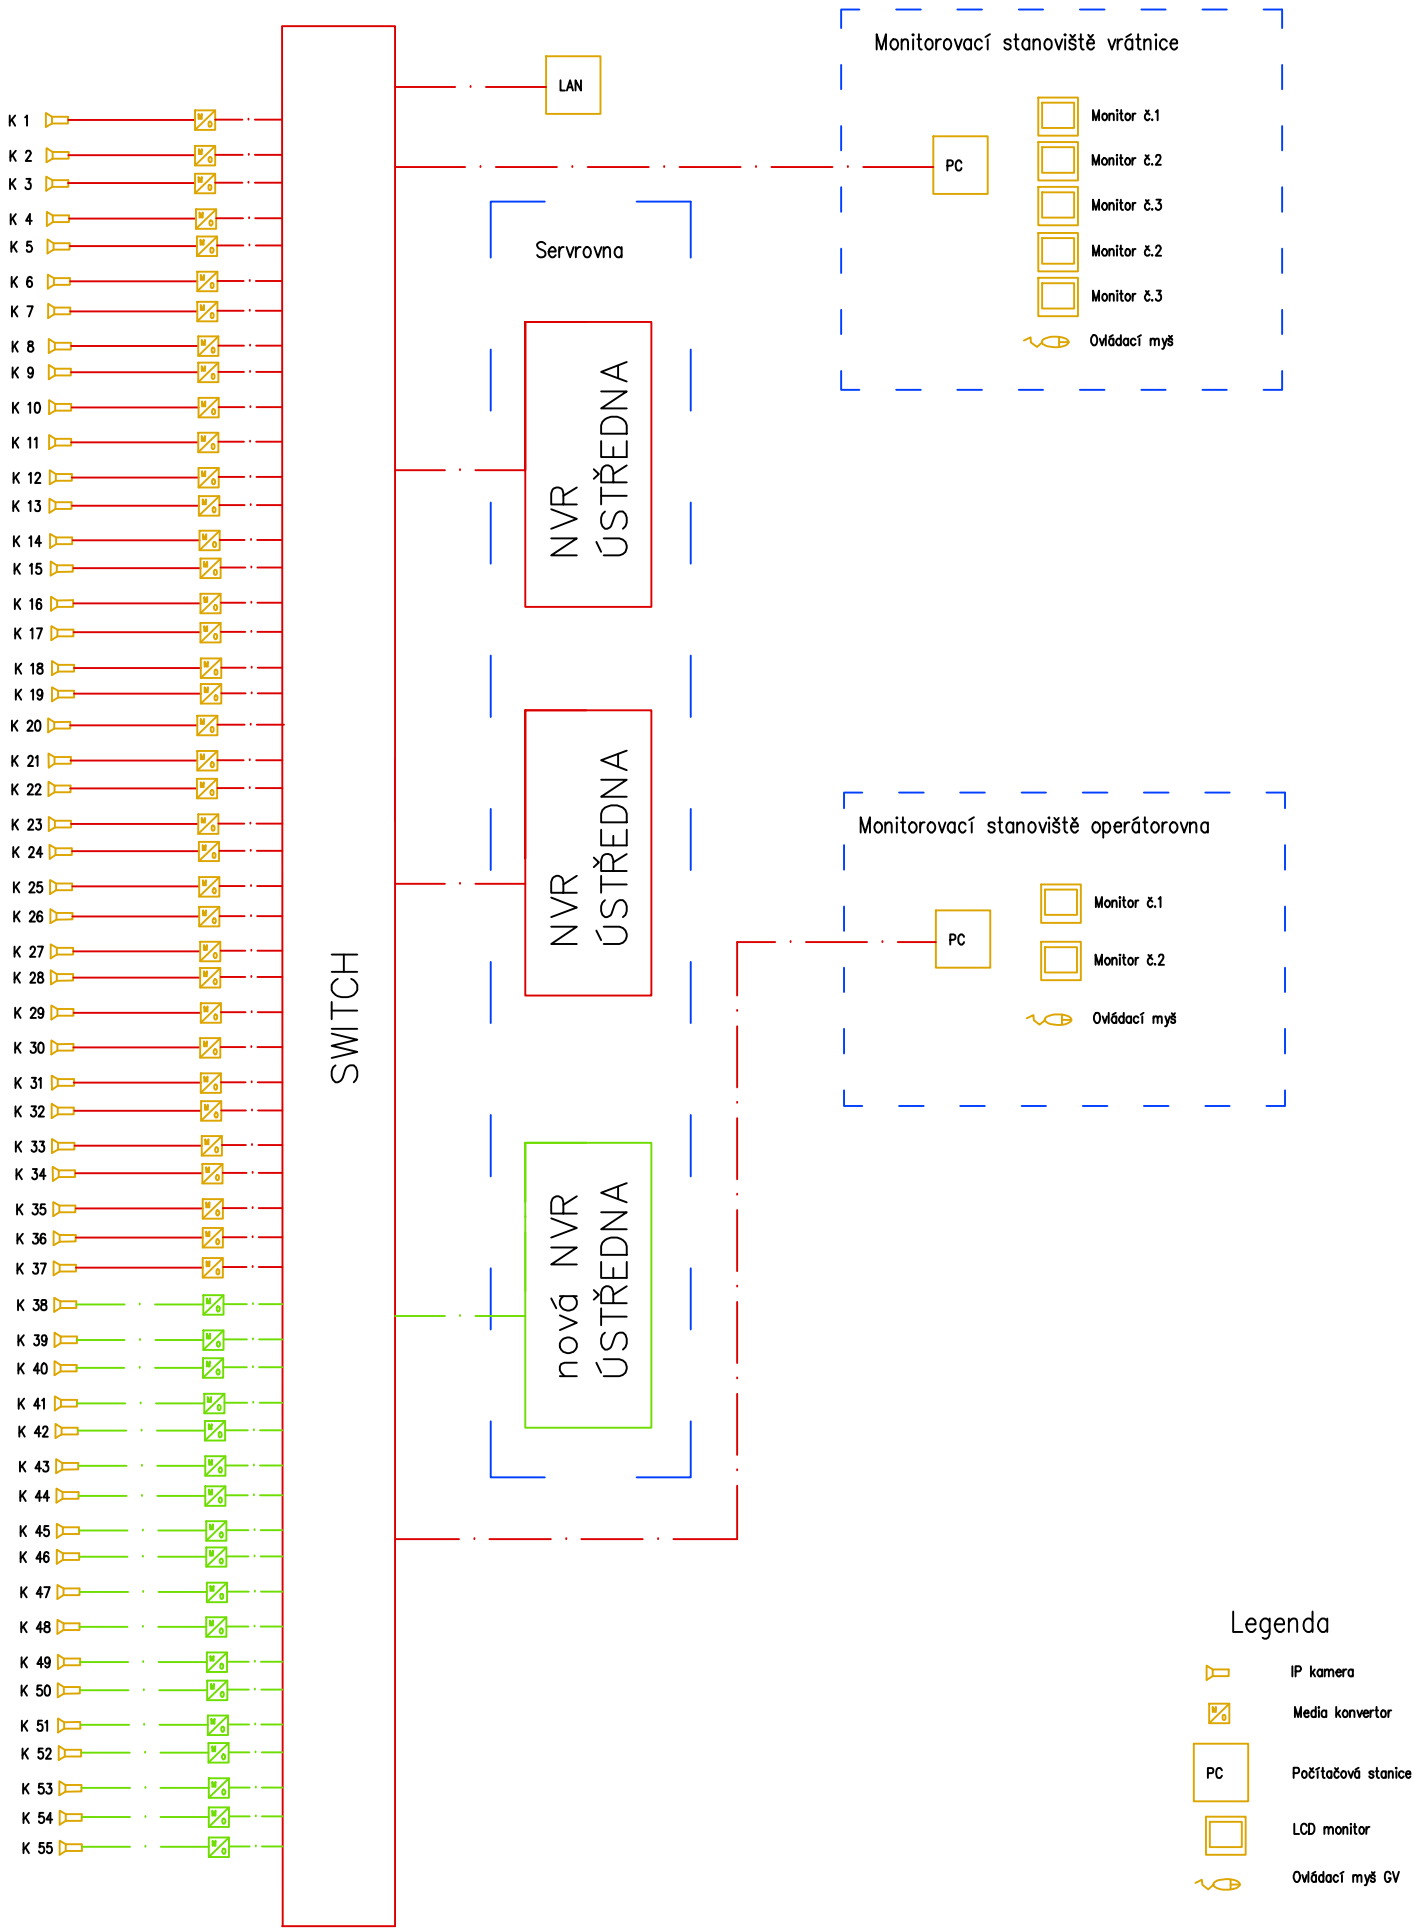 K 1
K 2
K 3
K 4
K 5
K 6
K 7
K 8
K 9
K 10
K 11
K 12
K 13
K 14
K 15
K 16
K 17
K 18
K 19
K 20
K 21
K 22
K 23
K 24
K 25
K 26
K 27
K 28
K 29
K 30
K 31
K 32
K 33
K 34
K 35
K 36
K 37
K 38
K 39
K 40
K 41
K 42
K 43
K 44
K 45
K 46
K 47
K 48
K 49
K 50
K 51
K 52
K 53
K 54
K 55
SWITCH
LAN
Servrovna
NVR
ÚSTŘEDNA
NVR
ÚSTŘEDNA
nová NVR
ÚSTŘEDNA
Monitorovací stanoviště vrátnice
PC
Monitor č.1
Monitor č.2
Monitor č.3
Monitor č.2
Monitor č.3
Ovládací myš
Monitorovací stanoviště operátorovna
PC
Monitor č.1
Monitor č.2
Ovládací myš
Legenda
IP kamera
M/O
Media konvertor
PC
Počítačová stanice
LCD monitor
Ovládací myš GV